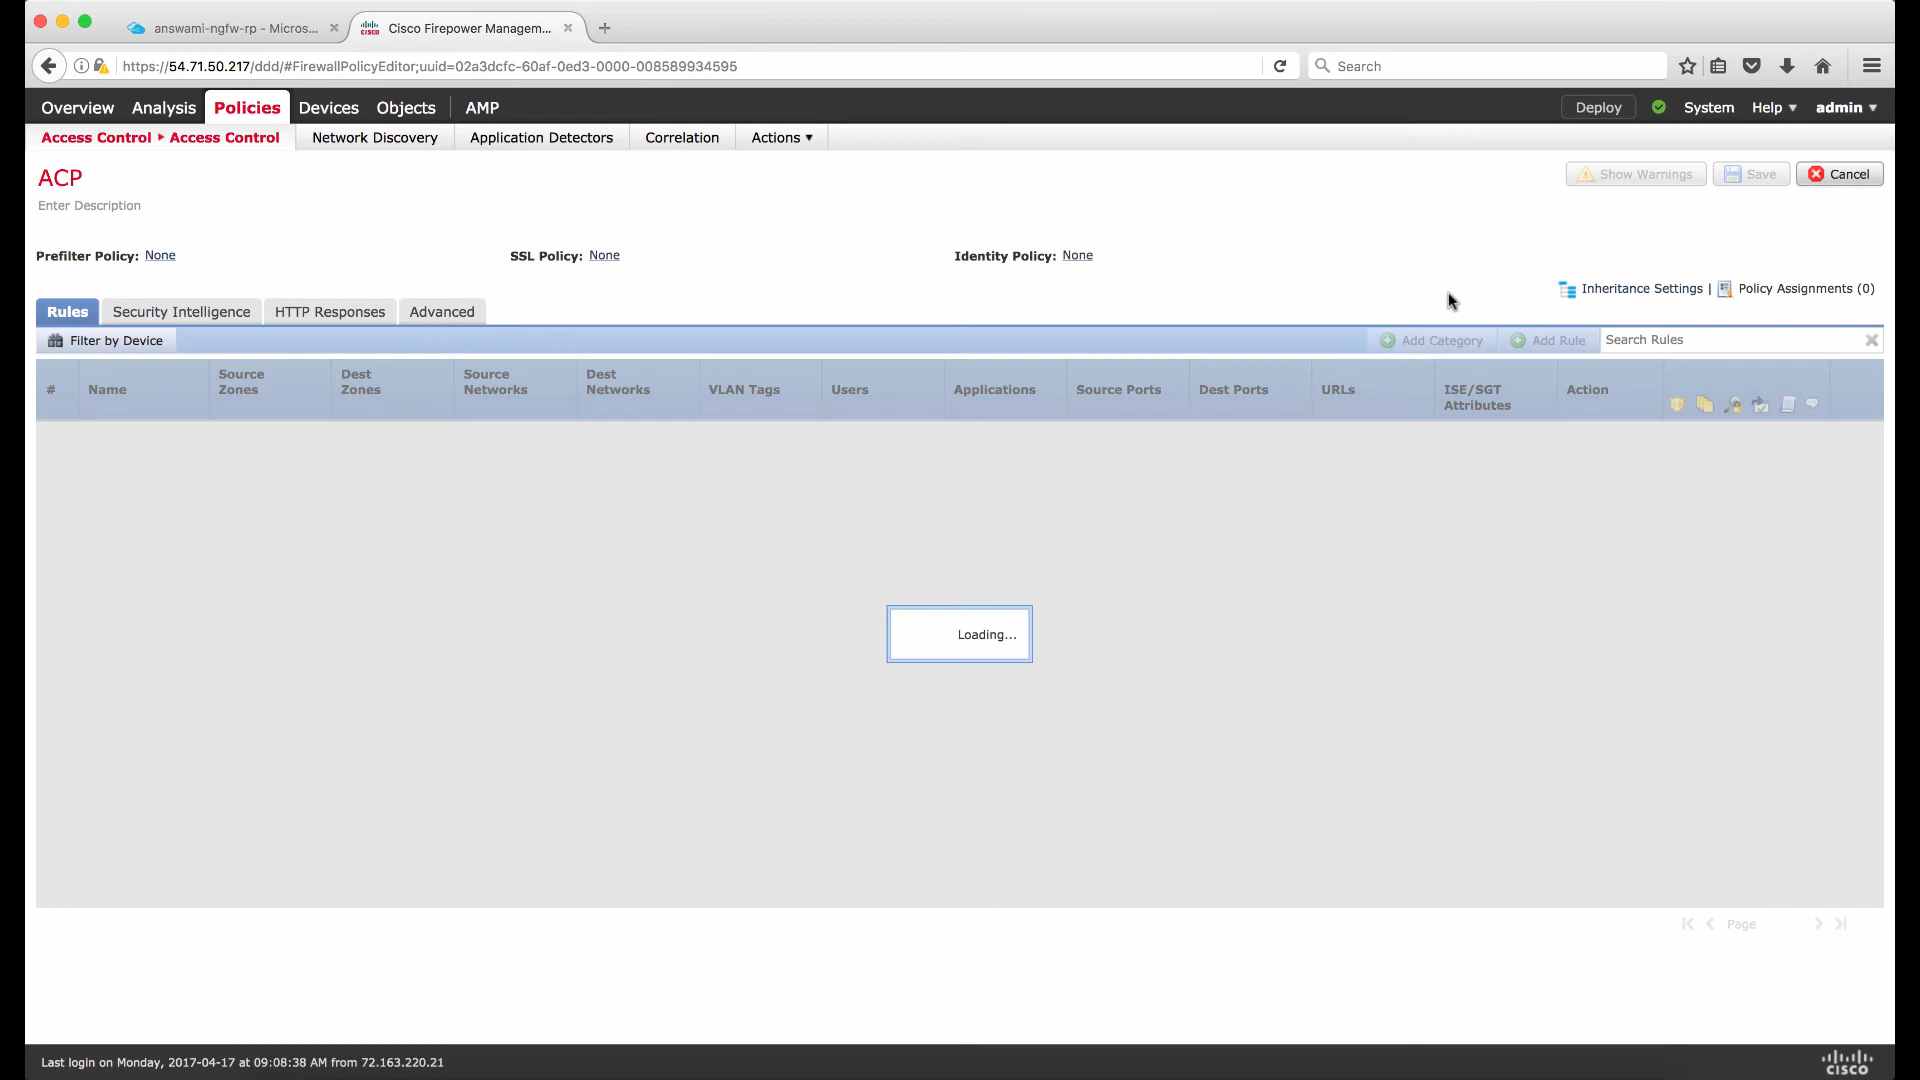 answami-ngfw-rp - Micros...
Cisco Firepower Managem...
https://54.71.50.217/ddd/#FirewallPolicyEditor;uuid=02a3dcfc-60af-0ed3-0000-008589934595
Search
Overview Analysis Policies Devices Objects AMP
Deploy System Help admin
Access Control Access Control Network Discovery Application Detectors Correlation Actions
ACP
Show Warnings Save Cancel
Enter Description
Prefilter Policy: None SSL Policy: None Identity Policy: None
Inheritance Settings | Policy Assignments (0)
Rules Security Intelligence HTTP Responses Advanced
Filter by Device Add Category Add Rule Search Rules
# Name Source Zones Dest Zones Source Networks Dest Networks VLAN Tags Users Applications Source Ports Dest Ports URLs ISE/SGT Attributes Action
Loading...
Page
Last login on Monday, 2017-04-17 at 09:08:38 AM from 72.163.220.21
cisco